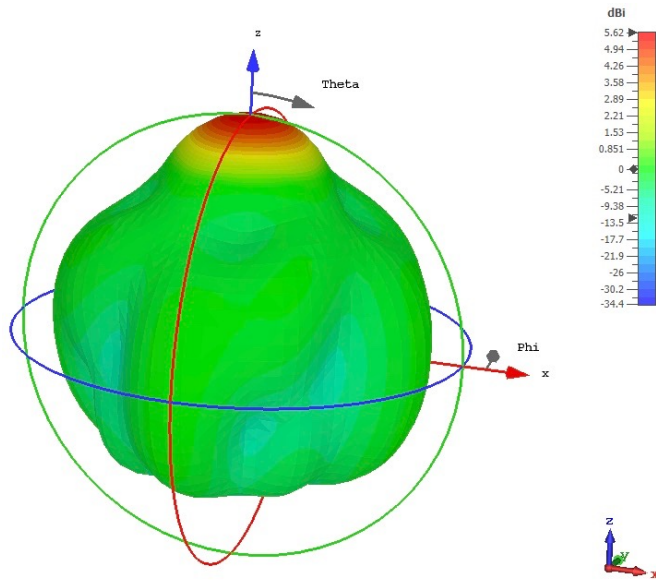 dBi
5.62
4.94
4.26
3.58
2.89
2.21
1.53
0.851
0
-5.21
-9.38
-13.5
-17.7
-21.9
-26
-30.2
-34.4
z
Theta
Phi
x
z
y
x